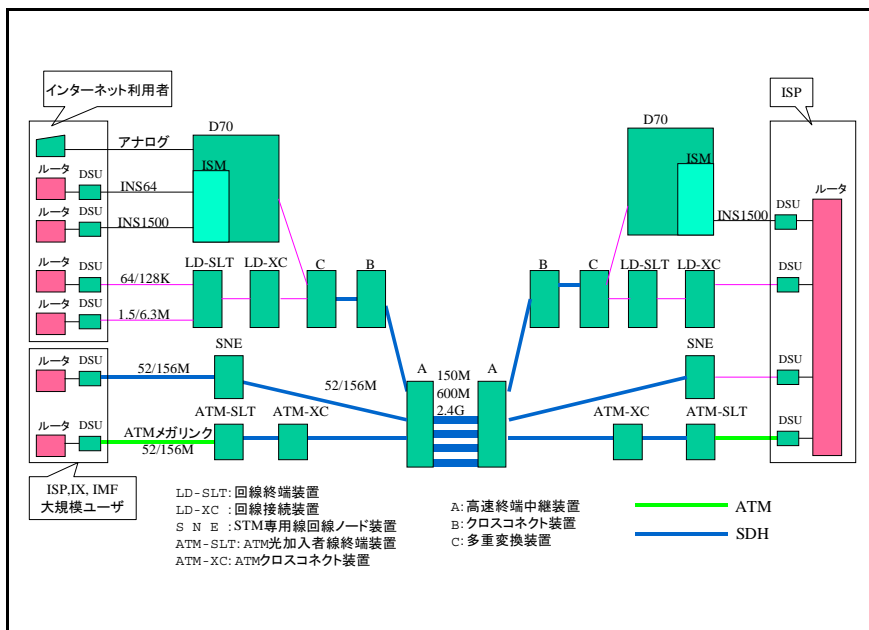 インターネット利用者
ISP
D70
D70
アナログ
ISM
ISM
ルータ
DSU
INS64
ルータ
DSU
INS1500
INS1500
DSU
ルータ
ルータ
DSU
64/128K
LD-SLT
LD-XC
C
B
B
C
LD-SLT
LD-XC
DSU
ルータ
DSU
1.5/6.3M
SNE
SNE
ルータ
DSU
52/156M
52/156M
A
150M
600M
2.4G
A
DSU
ルータ
DSU
ATMメガリンク
52/156M
ATM-SLT
ATM-XC
ATM-XC
ATM-SLT
DSU
ISP,IX, IMF
大規模ユーザ
LD-SLT:回線終端装置
LD-XC :回線接続装置
S N E :STM専用線回線ノード装置
ATM-SLT:ATM光加入者線終端装置
ATM-XC:ATMクロスコネクト装置
A:高速終端中継装置
B:クロスコネクト装置
C:多重変換装置
ATM
SDH